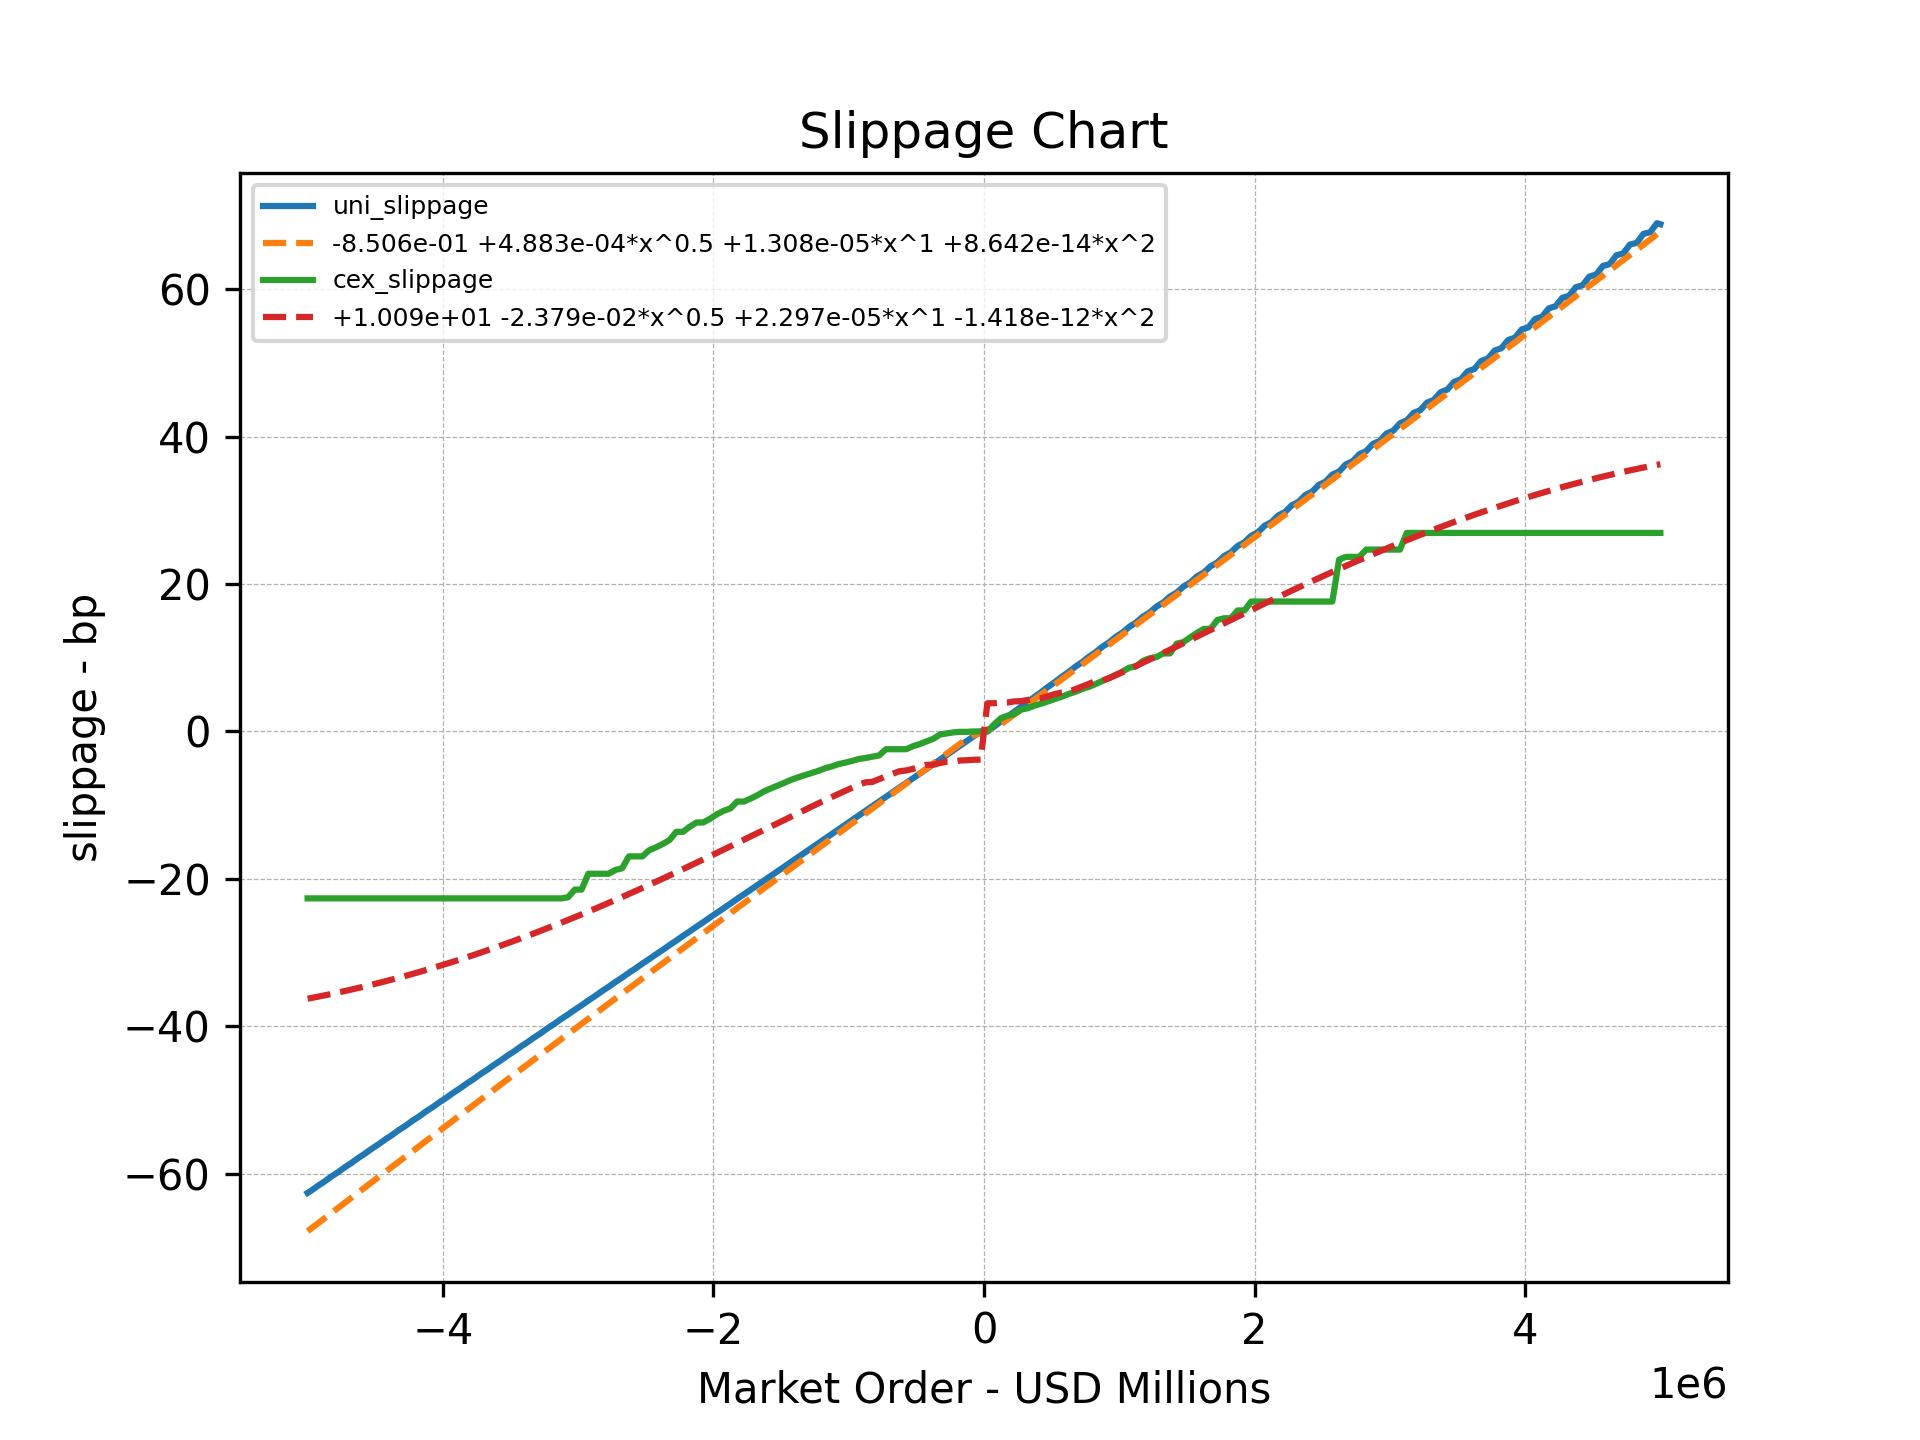 Slippage Chart
uni_slippage
-8.506e-01 +4.883e-04*x^0.5 +1.308e-05*x^1 +8.642e-14*x^2
cex_slippage
+1.009e+01 -2.379e-02*x^0.5 +2.297e-05*x^1 -1.418e-12*x^2
60
40
20
0
−20
−40
−60
slippage - bp
−4 −2 0 2 4
1e6
Market Order - USD Millions